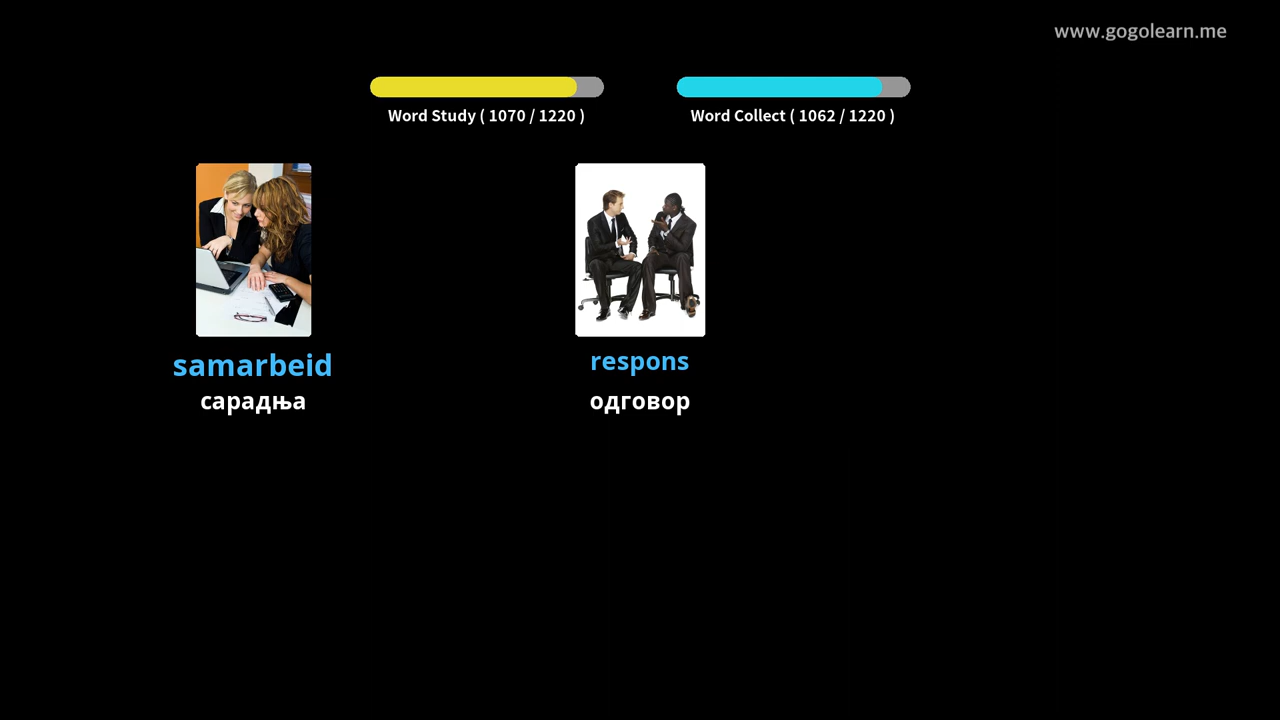 www.gogolearn.me
Word Study ( 1070 / 1220 )
Word Collect ( 1062 / 1220 )
samarbeid
сарадња
respons
одговор